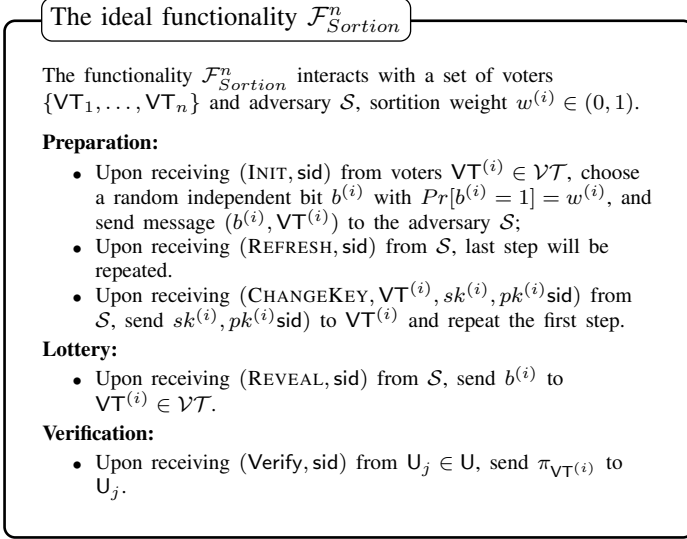 The ideal functionality $\mathcal{F}^n_{Sortion}$
The functionality $\mathcal{F}^n_{Sortion}$ interacts with a set of voters
$\{\mathsf{VT}_1, \ldots, \mathsf{VT}_n\}$ and adversary $\mathcal{S}$, sortition weight $w^{(i)} \in (0, 1)$.
Preparation:
• Upon receiving (INIT, sid) from voters $\mathsf{VT}^{(i)} \in \mathcal{VT}$, choose
a random independent bit $b^{(i)}$ with $Pr[b^{(i)} = 1] = w^{(i)}$, and
send message $(b^{(i)}, \mathsf{VT}^{(i)})$ to the adversary $\mathcal{S}$;
• Upon receiving (REFRESH, sid) from $\mathcal{S}$, last step will be
repeated.
• Upon receiving (CHANGEKEY, $\mathsf{VT}^{(i)}, sk^{(i)}, pk^{(i)}$sid) from
$\mathcal{S}$, send $sk^{(i)}, pk^{(i)}$sid) to $\mathsf{VT}^{(i)}$ and repeat the first step.
Lottery:
• Upon receiving (REVEAL, sid) from $\mathcal{S}$, send $b^{(i)}$ to
$\mathsf{VT}^{(i)} \in \mathcal{VT}$.
Verification:
• Upon receiving (Verify, sid) from $\mathsf{U}_j \in \mathsf{U}$, send $\pi_{\mathsf{VT}^{(i)}}$ to
$\mathsf{U}_j$.